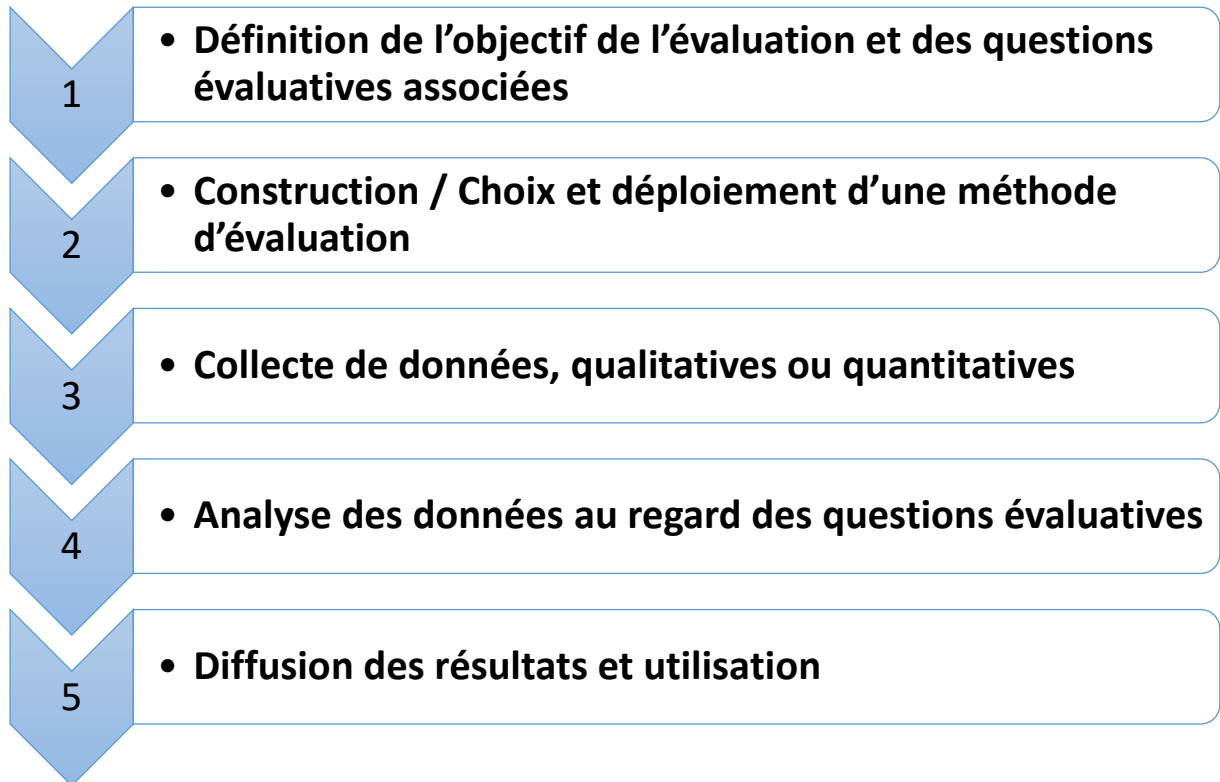 1
• Définition de l’objectif de l’évaluation et des questions
évaluatives associées
2
• Construction / Choix et déploiement d’une méthode
d’évaluation
3
• Collecte de données, qualitatives ou quantitatives
4
• Analyse des données au regard des questions évaluatives
5
• Diffusion des résultats et utilisation